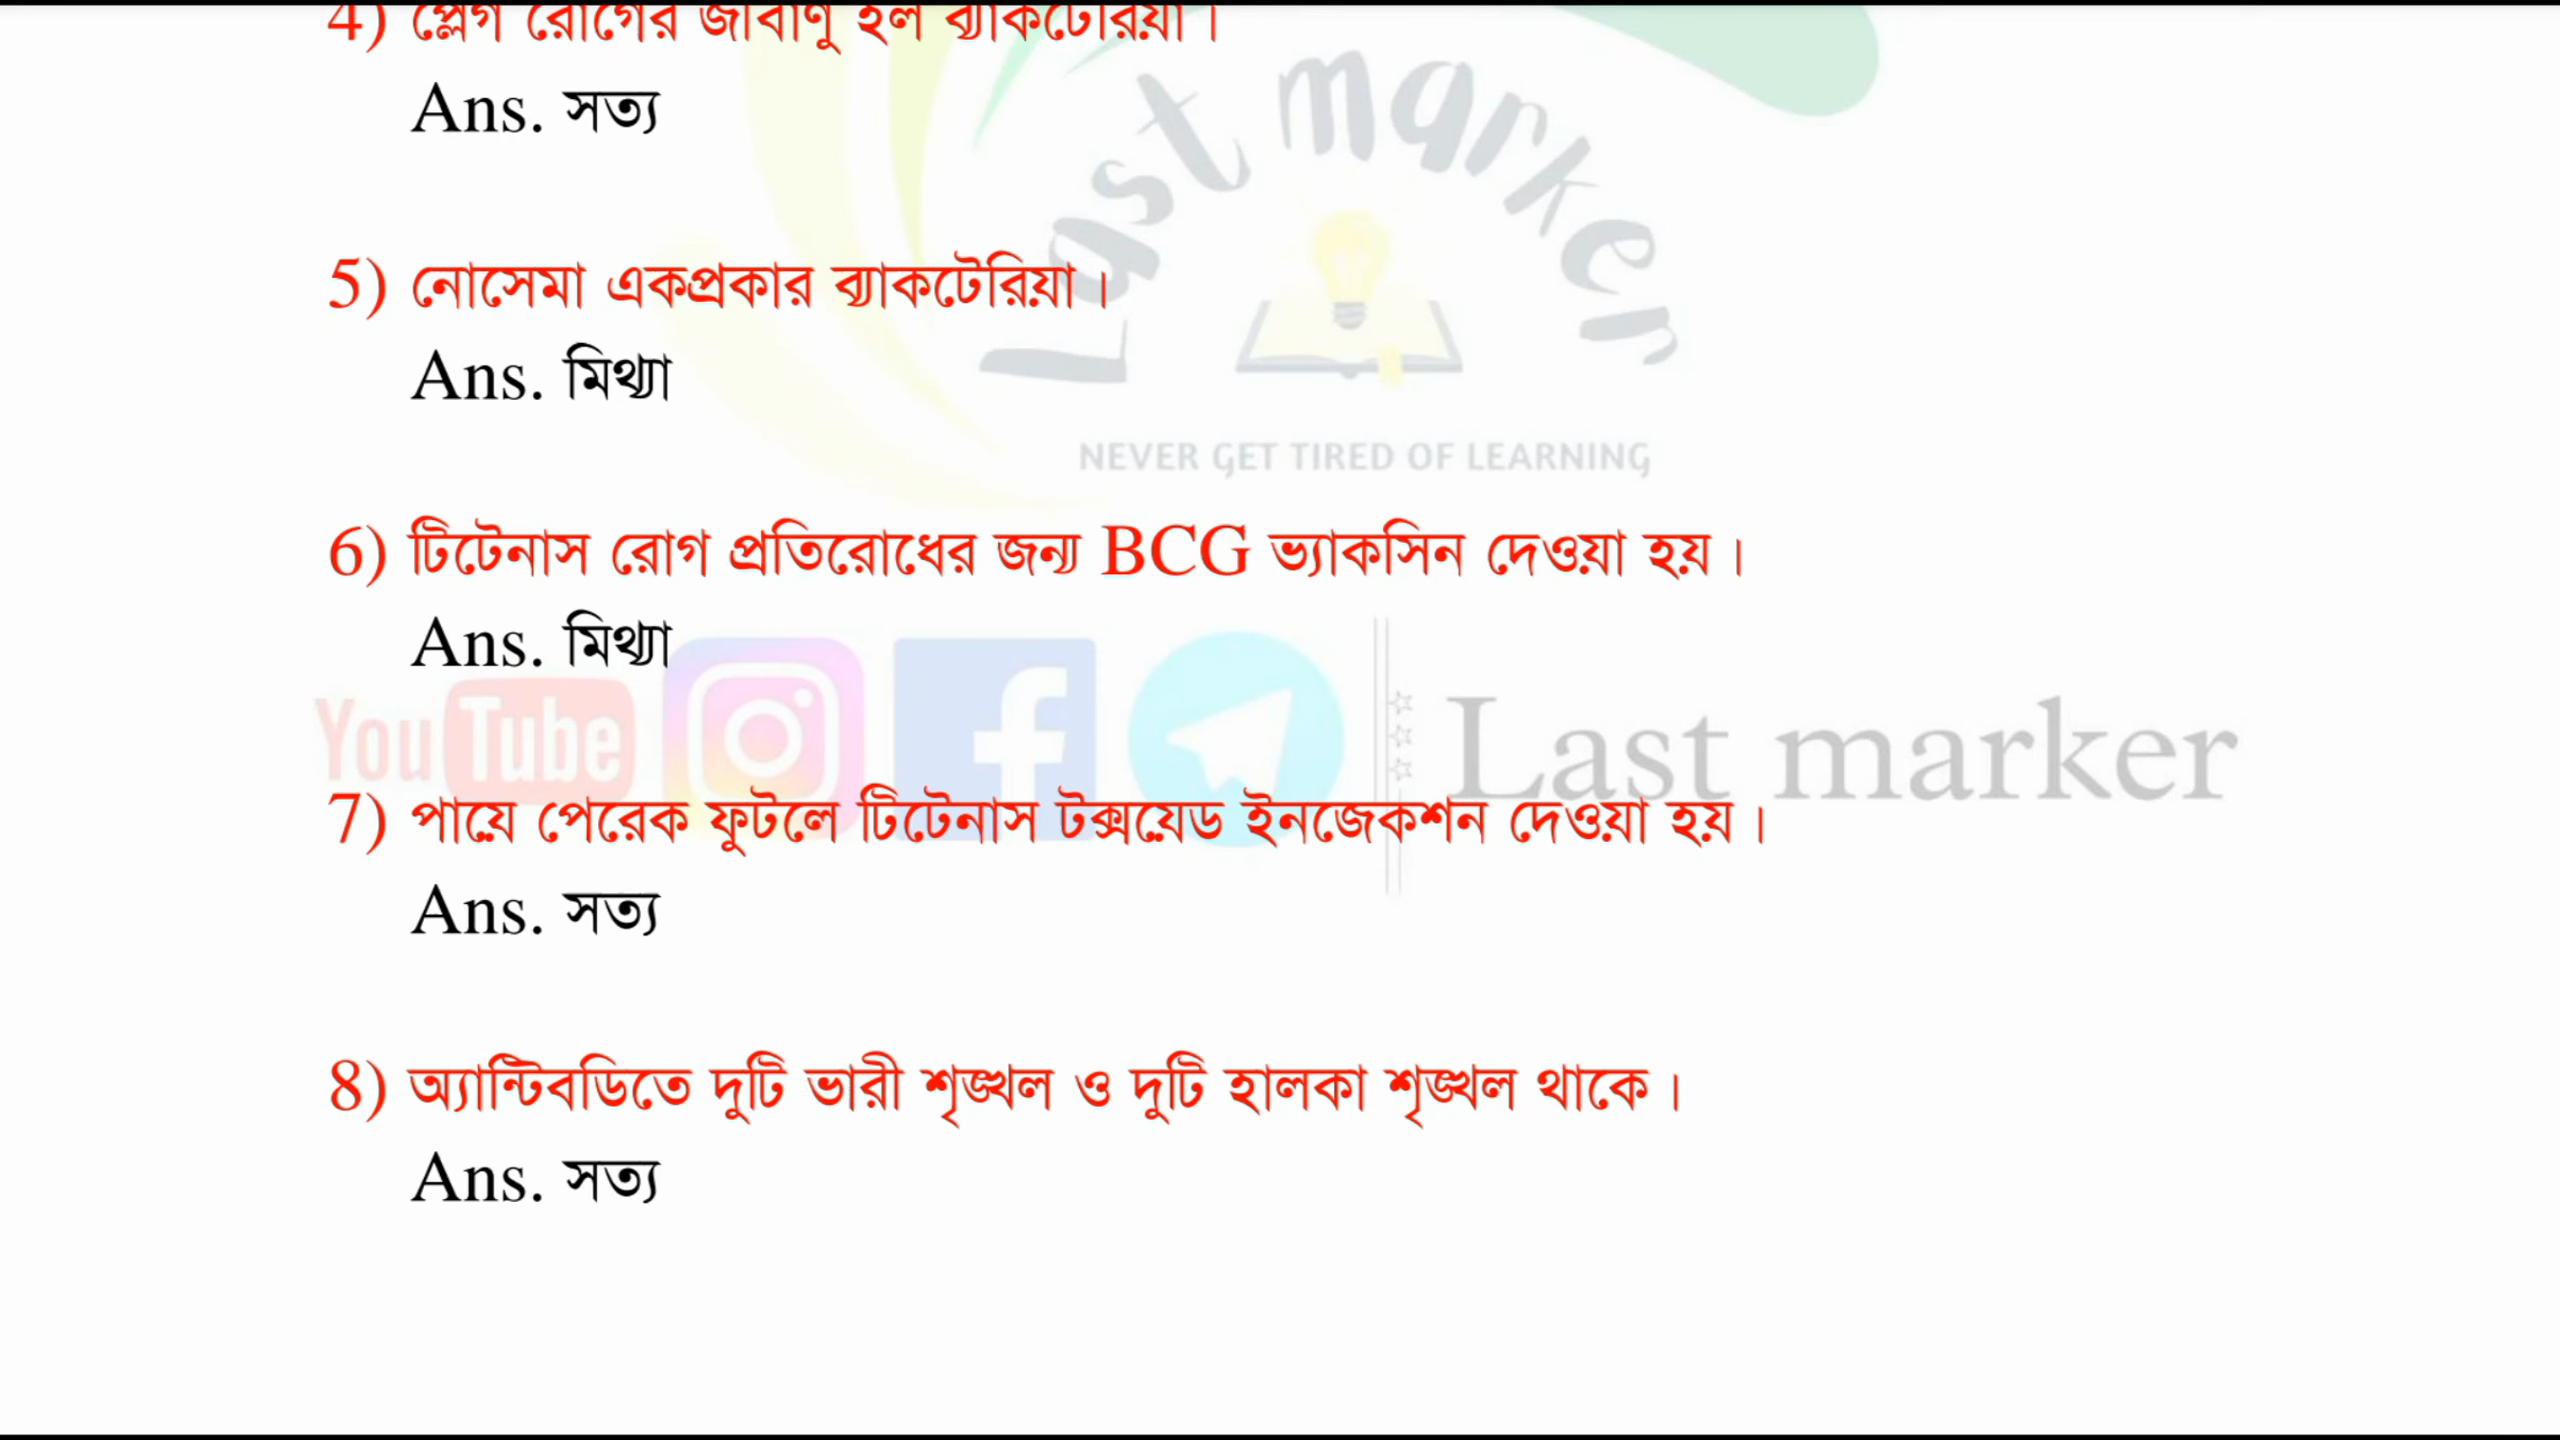 4) প্লেগ রোগের জীবাণু হল ব্যাকটেরিয়া।
Ans. সত্য
Last marker
5) নোসেমা একপ্রকার ব্যাকটেরিয়া।
Ans. মিথ্যা
NEVER GET TIRED OF LEARNING
6) টিটেনাস রোগ প্রতিরোধের জন্য BCG ভ্যাকসিন দেওয়া হয়।
Ans. মিথ্যা
YouTube Last marker
7) পায়ে পেরেক ফুটলে টিটেনাস টক্সয়েড ইনজেকশন দেওয়া হয়।
Ans. সত্য
8) অ্যান্টিবডিতে দুটি ভারী শৃঙ্খল ও দুটি হালকা শৃঙ্খল থাকে।
Ans. সত্য